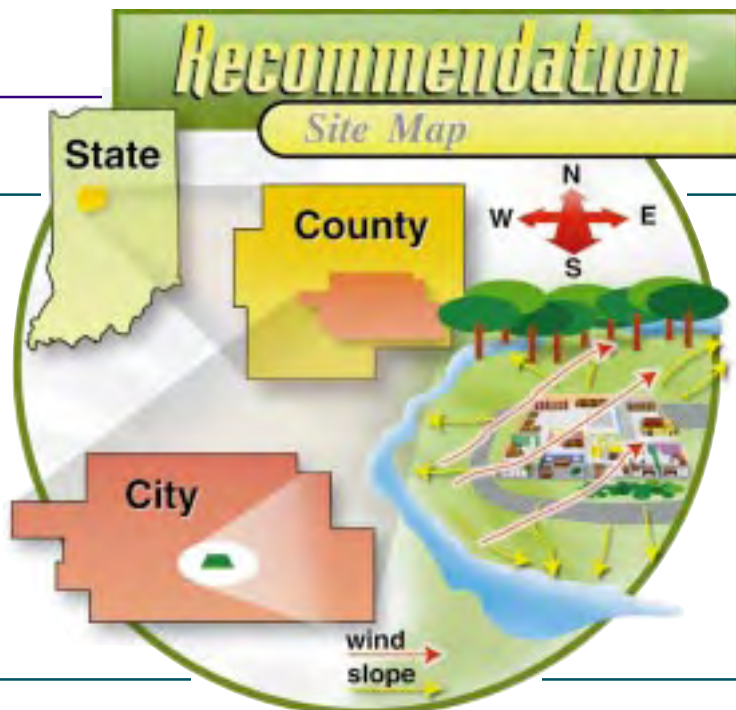 Recommendation
Site Map
State
County
N
W
E
S
City
wind
slope